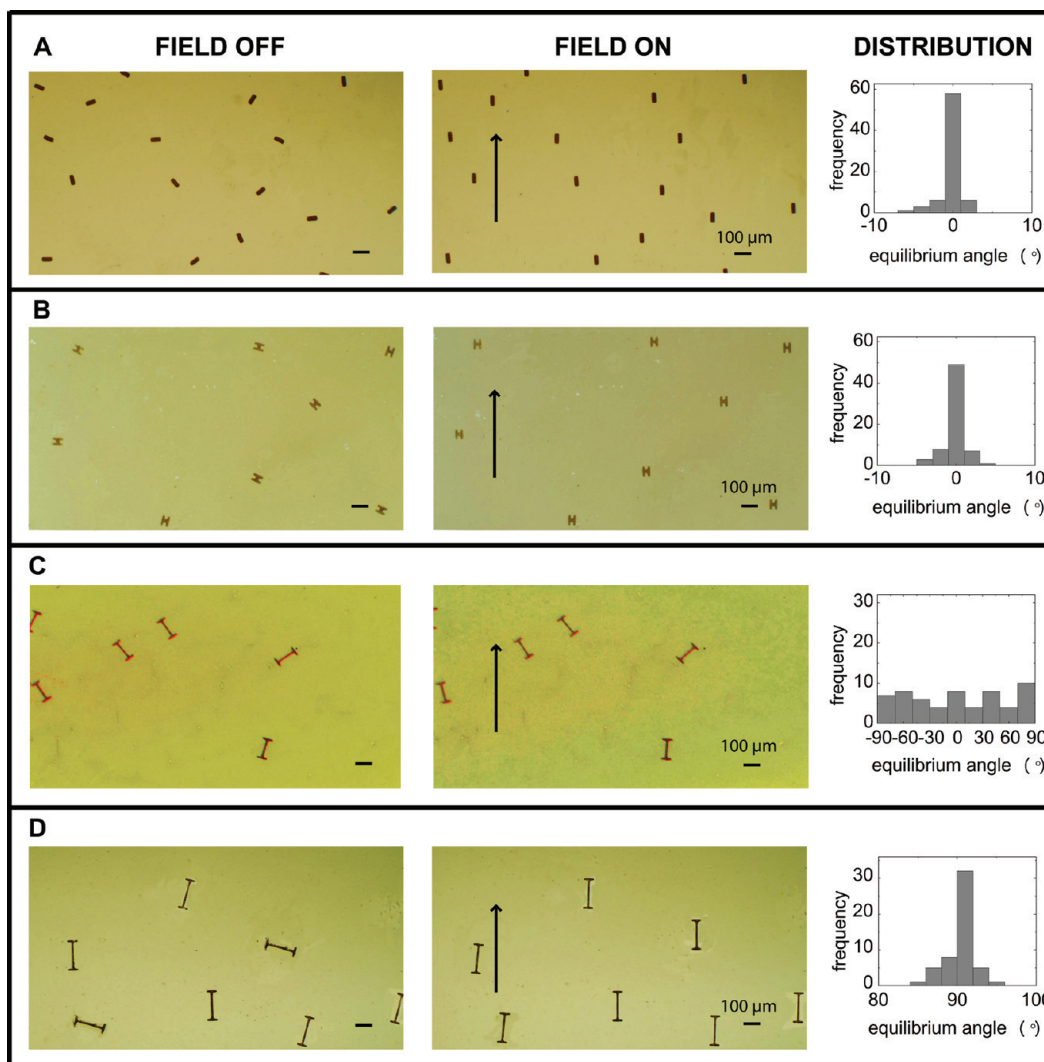 A FIELD OFF FIELD ON DISTRIBUTION
60
40
20
0
-10 0 10
frequency
equilibrium angle (°)
100 µm
B
60
40
20
0
-10 0 10
frequency
equilibrium angle (°)
100 µm
C
30
20
10
0
-90 -60 -30 0 30 60 90
frequency
equilibrium angle (°)
100 µm
D
30
20
10
0
80 90 100
frequency
equilibrium angle (°)
100 µm